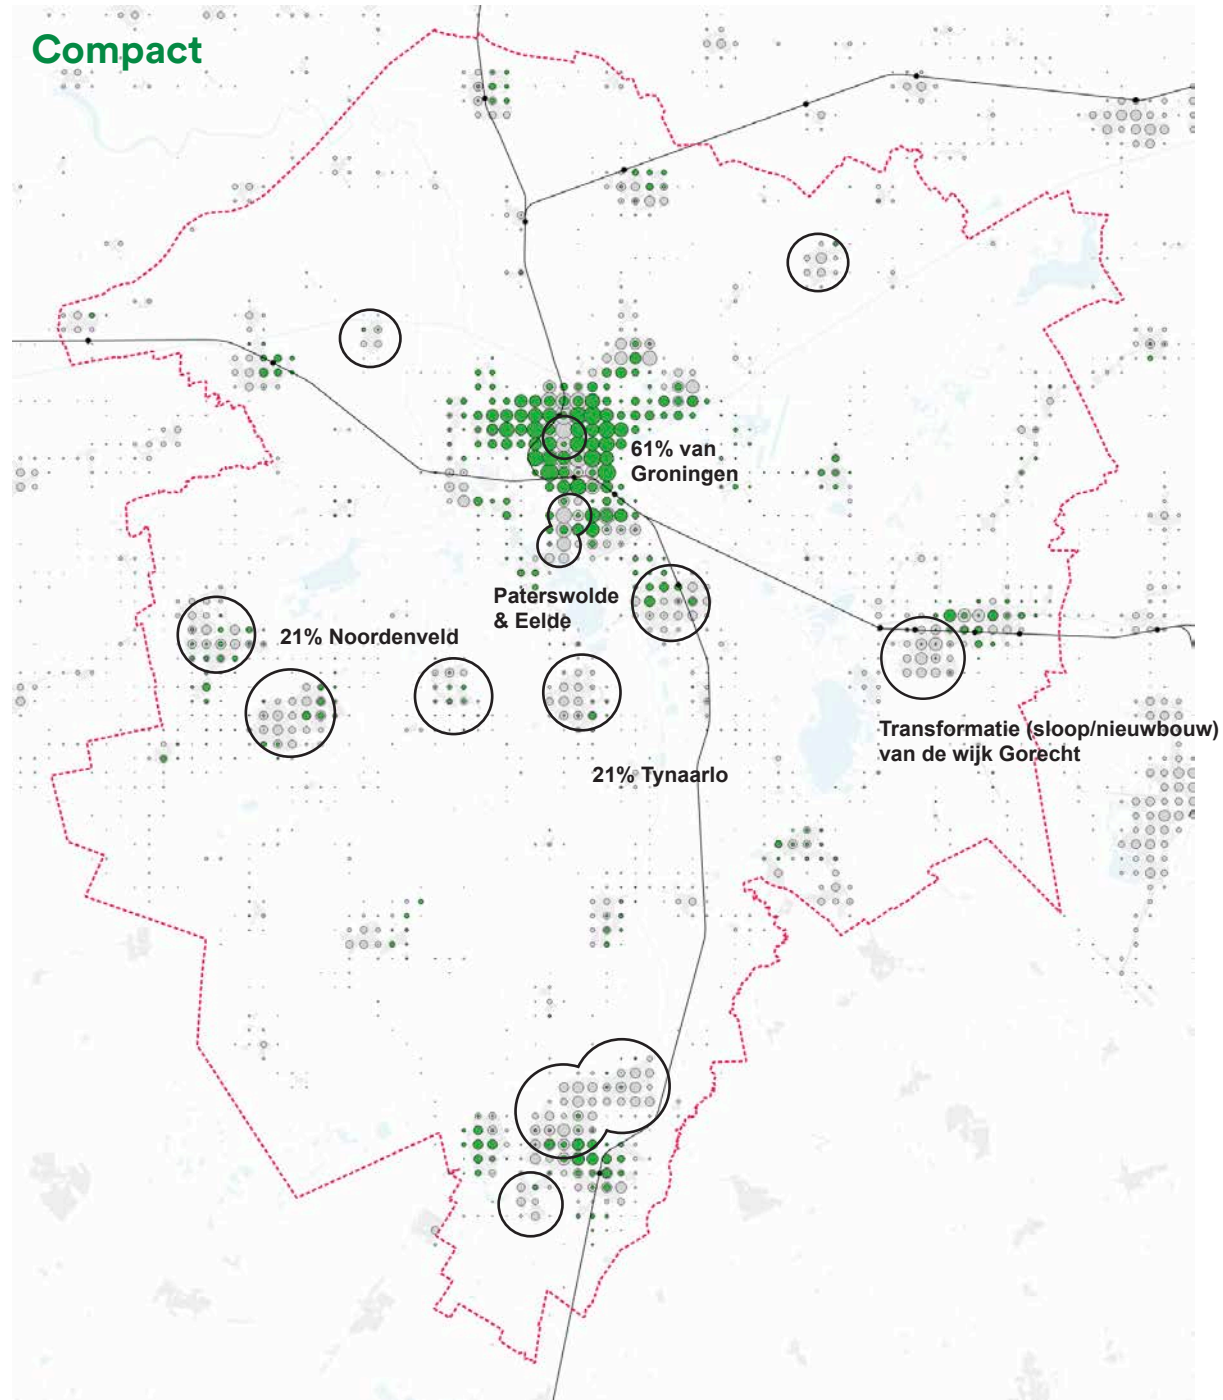 Compact
61% van
Groningen
Paterswolde
& Eelde
21% Noordenveld
Transformatie (sloop/nieuwbouw)
van de wijk Gorecht
21% Tynaarlo